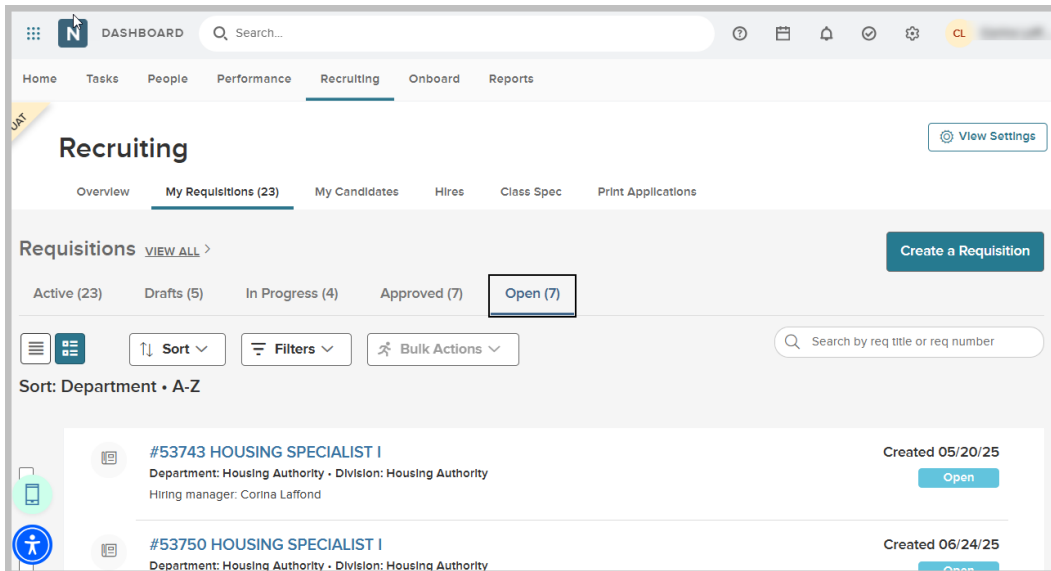 N DASHBOARD Search... CL
Home Tasks People Performance Recruiting Onboard Reports
UAT
Recruiting
View Settings
Overview My Requisitions (23) My Candidates Hires Class Spec Print Applications
Requisitions VIEW ALL >
Create a Requisition
Active (23) Drafts (5) In Progress (4) Approved (7) Open (7)
Sort Filters Bulk Actions Search by req title or req number
Sort: Department • A-Z
#53743 HOUSING SPECIALIST I Created 05/20/25
Department: Housing Authority • Division: Housing Authority Open
Hiring manager: Corina Laffond
#53750 HOUSING SPECIALIST I Created 06/24/25
Department: Housing Authority • Division: Housing Authority Open